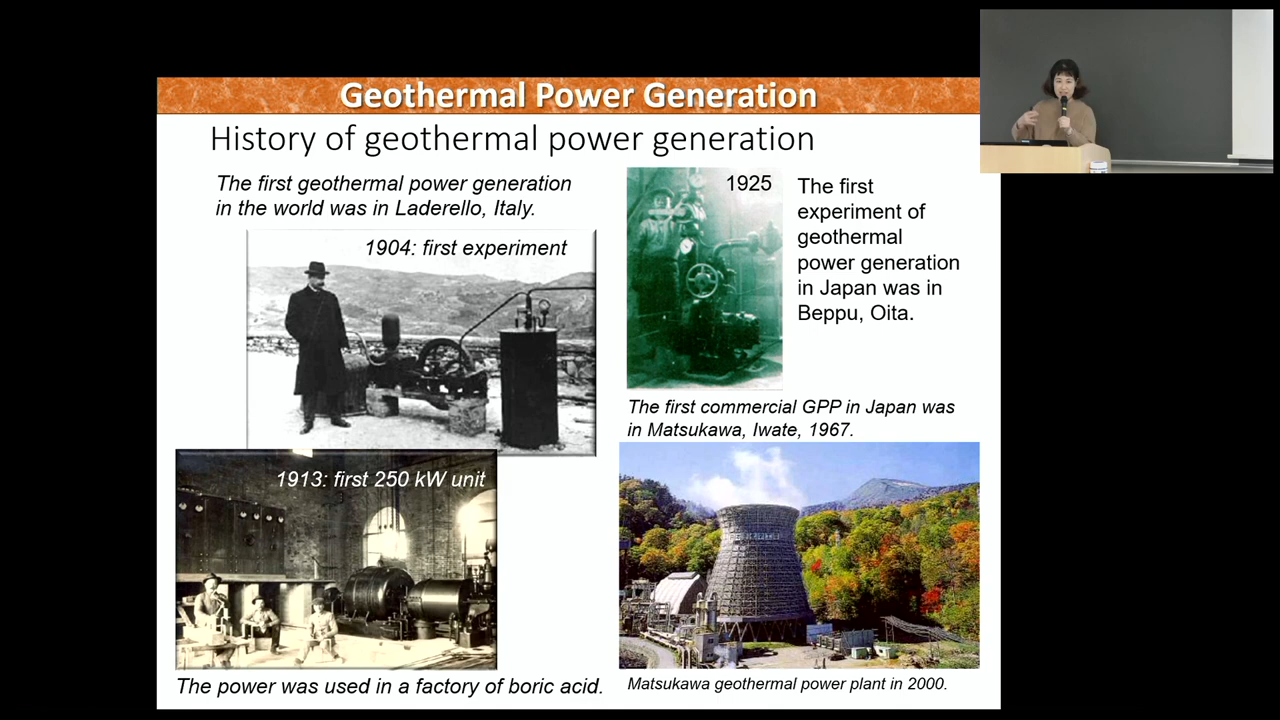 Geothermal Power Generation
History of geothermal power generation
The first geothermal power generation
in the world was in Laderello, Italy.
1904: first experiment
1913: first 250 kW unit
The power was used in a factory of boric acid.
1925
The first
experiment of
geothermal
power generation
in Japan was in
Beppu, Oita.
The first commercial GPP in Japan was
in Matsukawa, Iwate, 1967.
Matsukawa geothermal power plant in 2000.